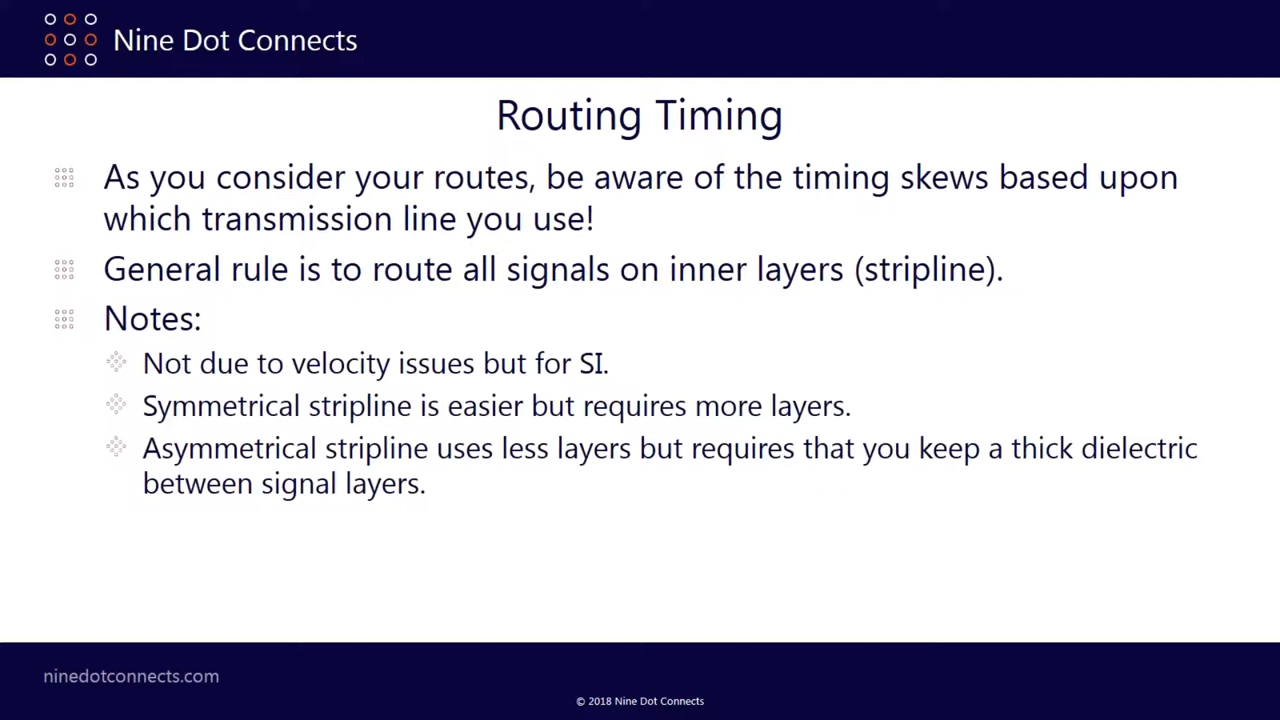 Nine Dot Connects
Routing Timing
As you consider your routes, be aware of the timing skews based upon
which transmission line you use!
General rule is to route all signals on inner layers (stripline).
Notes:
Not due to velocity issues but for SI.
Symmetrical stripline is easier but requires more layers.
Asymmetrical stripline uses less layers but requires that you keep a thick dielectric
between signal layers.
ninedotconnects.com
© 2018 Nine Dot Connects